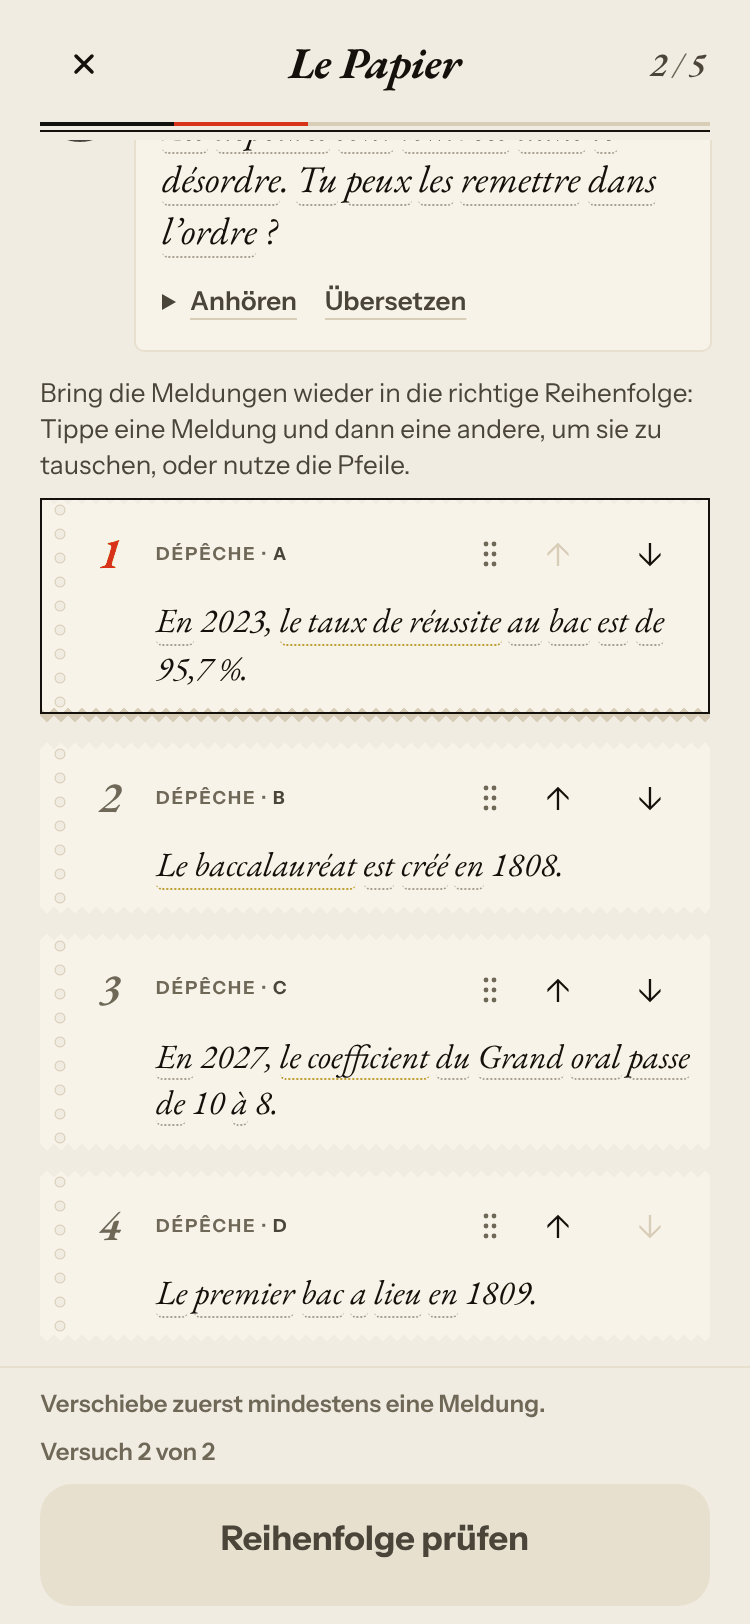 Le Papier
2 / 5
désordre. Tu peux les remettre dans
l’ordre ?
Anhören Übersetzen
Bring die Meldungen wieder in die richtige Reihenfolge:
Tippe eine Meldung und dann eine andere, um sie zu
tauschen, oder nutze die Pfeile.
1 DÉPÊCHE · A
En 2023, le taux de réussite au bac est de
95,7 %.
2 DÉPÊCHE · B
Le baccalauréat est créé en 1808.
3 DÉPÊCHE · C
En 2027, le coefficient du Grand oral passe
de 10 à 8.
4 DÉPÊCHE · D
Le premier bac a lieu en 1809.
Verschiebe zuerst mindestens eine Meldung.
Versuch 2 von 2
Reihenfolge prüfen